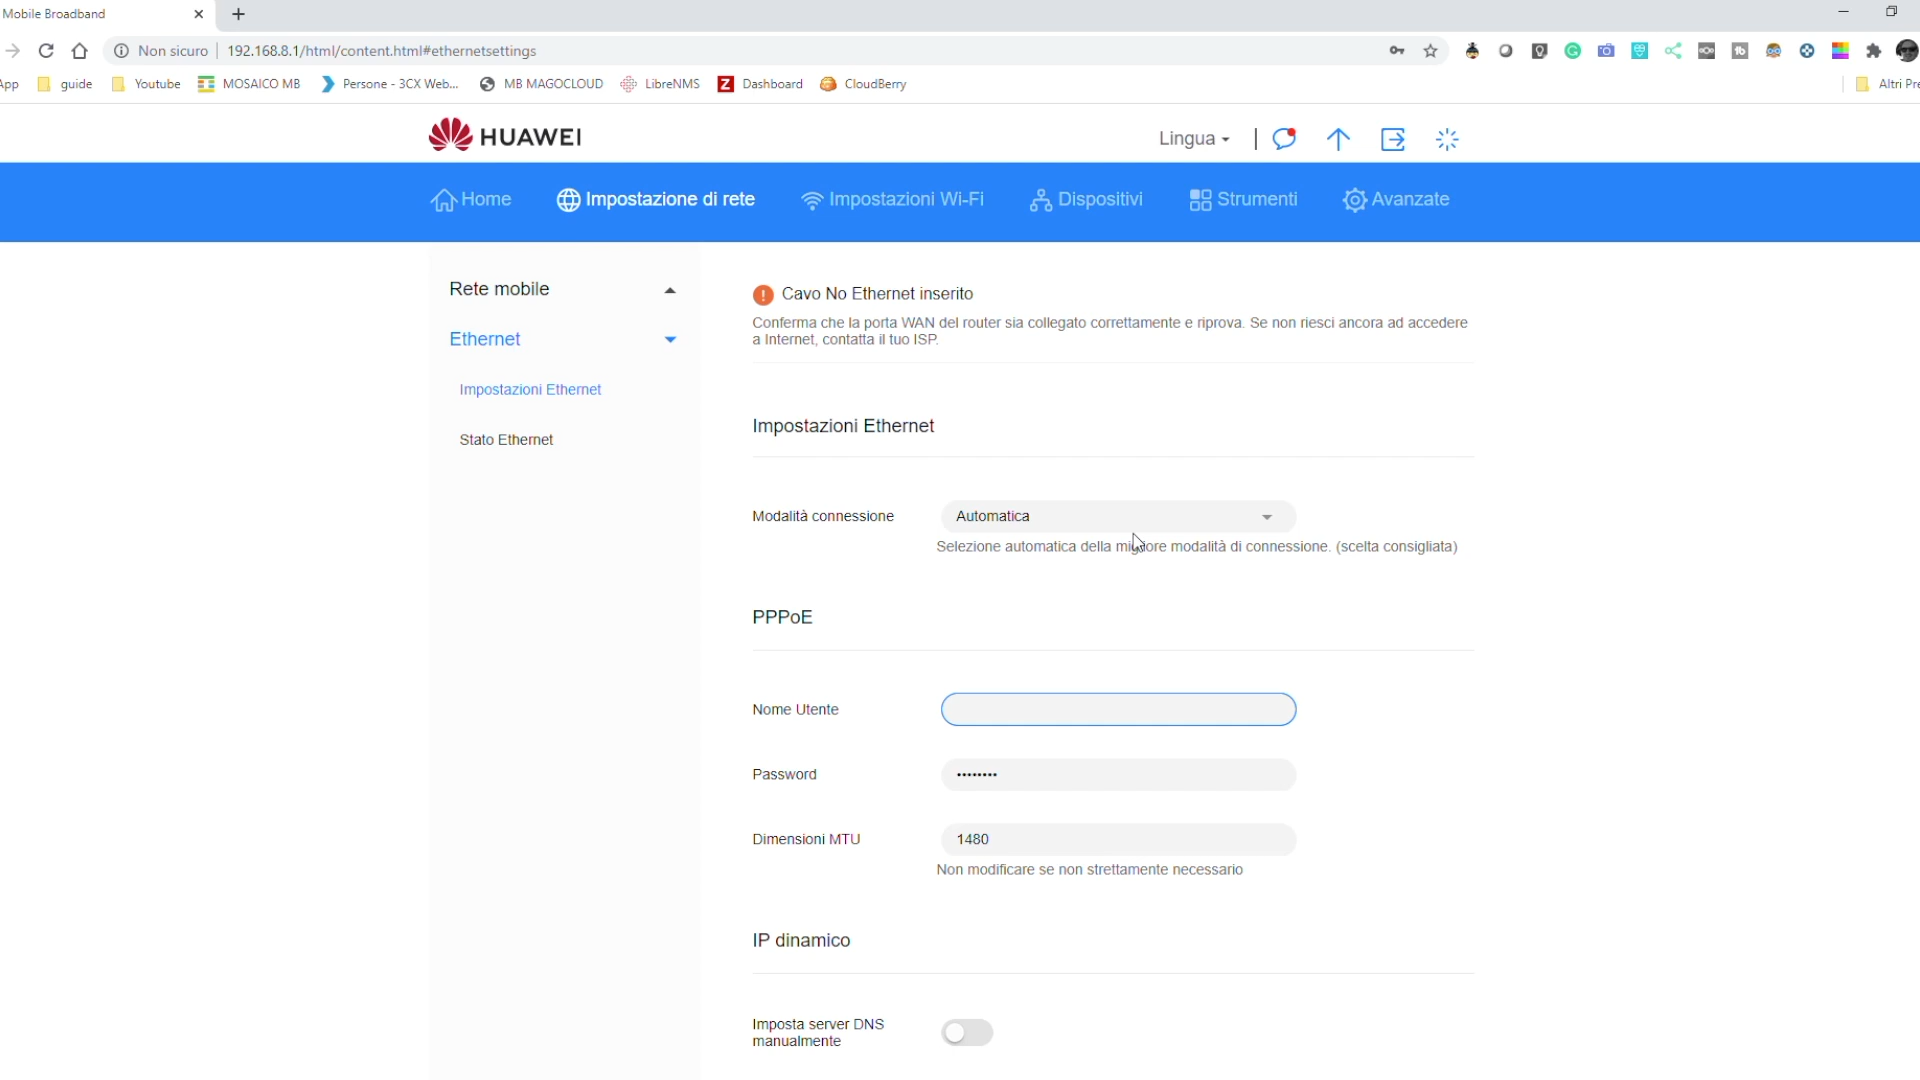 Mobile Broadband
Non sicuro
192.168.8.1/html/content.html#ethernetsettings
App
guide
Youtube
MOSAICO MB
Persone - 3CX Web...
MB MAGOCLOUD
LibreNMS
Z
Dashboard
CloudBerry
Altri Pre
HUAWEI
Lingua
Home
Impostazione di rete
Impostazioni Wi-Fi
Dispositivi
Strumenti
Avanzate
Rete mobile
Ethernet
Impostazioni Ethernet
Stato Ethernet
Cavo No Ethernet inserito
Conferma che la porta WAN del router sia collegato correttamente e riprova. Se non riesci ancora ad accedere
a Internet, contatta il tuo ISP.
Impostazioni Ethernet
Modalità connessione
Automatica
Selezione automatica della migliore modalità di connessione. (scelta consigliata)
PPPoE
Nome Utente
Password
••••••••
Dimensioni MTU
1480
Non modificare se non strettamente necessario
IP dinamico
Imposta server DNS
manualmente